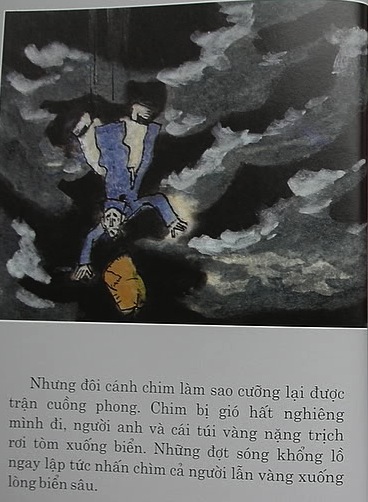 Nhưng đôi cánh chim làm sao cưỡng lại được
trận cuồng phong. Chim bị gió hất nghiêng
mình đi, người anh và cái túi vàng nặng trịch
rơi tòm xuống biển. Những đợt sóng khổng lồ
ngay lập tức nhấn chìm cả người lẫn vàng xuống
lòng biển sâu.